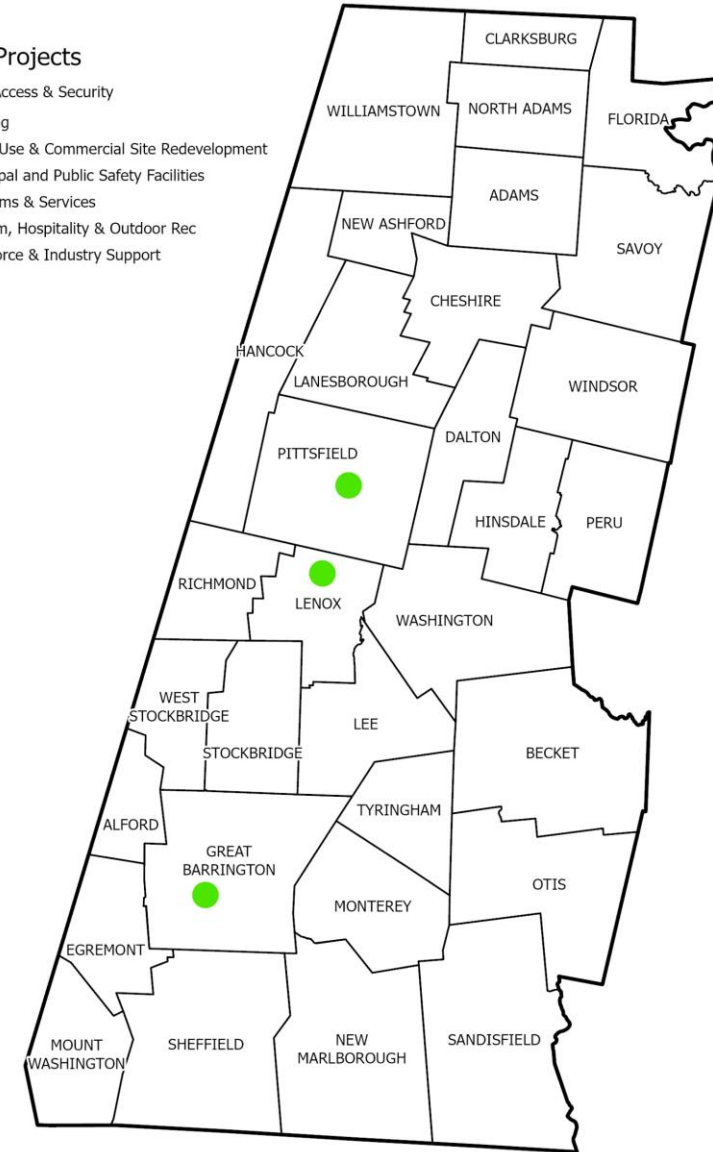 Projects
Access & Security
g
Use & Commercial Site Redevelopment
pal and Public Safety Facilities
ms & Services
m, Hospitality & Outdoor Rec
orce & Industry Support
CLARKSBURG
WILLIAMSTOWN
NORTH ADAMS
FLORIDA
ADAMS
NEW ASHFORD
SAVOY
CHESHIRE
HANCOCK
LANESBOROUGH
WINDSOR
DALTON
PITTSFIELD
HINSDALE
PERU
RICHMOND
LENOX
WASHINGTON
WEST
STOCKBRIDGE
LEE
STOCKBRIDGE
BECKET
TYRINGHAM
ALFORD
GREAT
BARRINGTON
OTIS
MONTEREY
EGREMONT
MOUNT
WASHINGTON
SHEFFIELD
NEW
MARLBOROUGH
SANDISFIELD